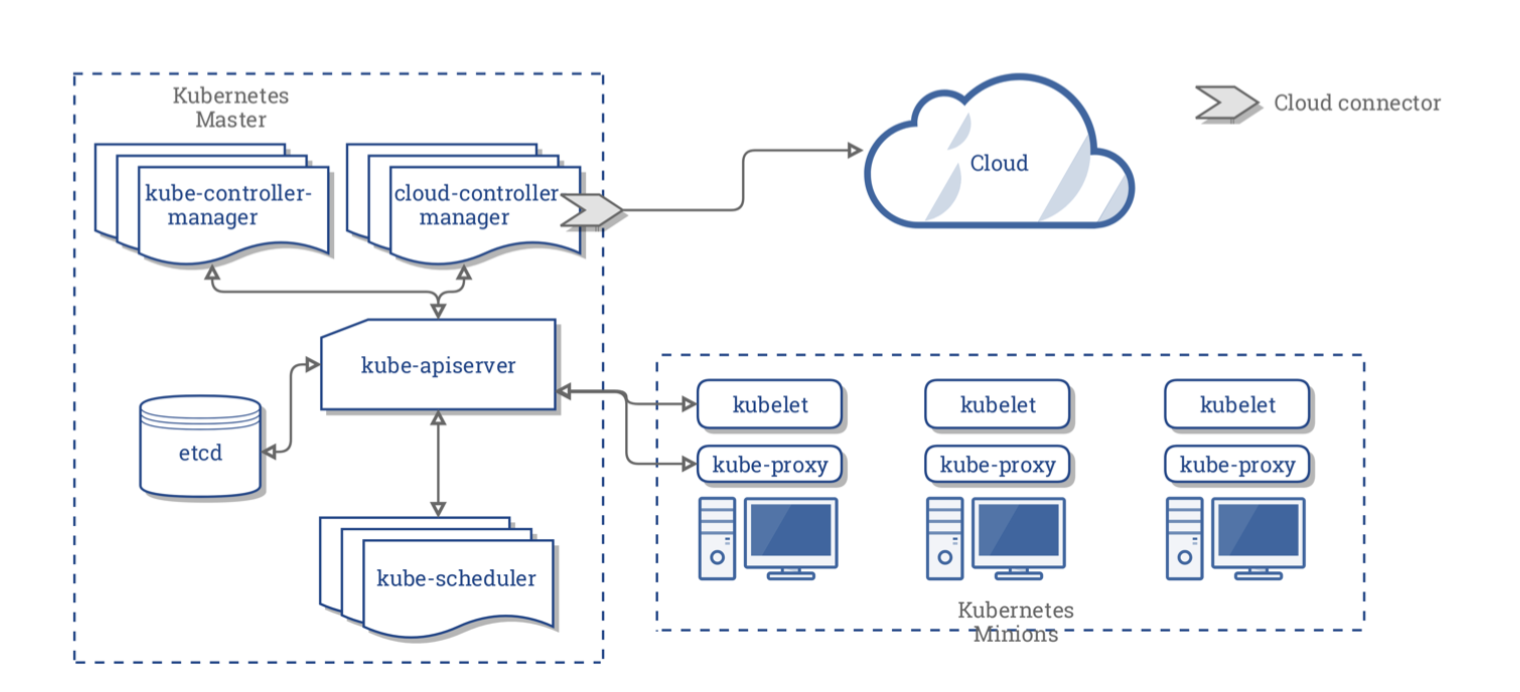 Kubernetes
Master
kube-controller-
manager
cloud-controller
manager
Cloud
Cloud connector
kube-apiserver
etcd
kube-scheduler
kubelet
kubelet
kubelet
kube-proxy
kube-proxy
kube-proxy
Kubernetes
Minions